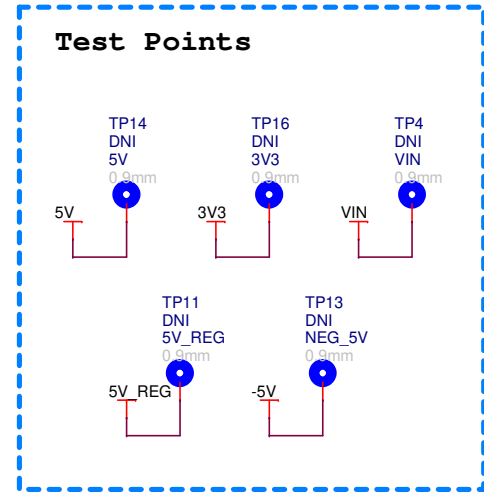 Test Points
TP14
DNI
5V
0.9mm
5V
TP16
DNI
3V3
0.9mm
3V3
TP4
DNI
VIN
0.9mm
VIN
TP11
DNI
5V_REG
0.9mm
5V_REG
TP13
DNI
NEG_5V
0.9mm
-5V